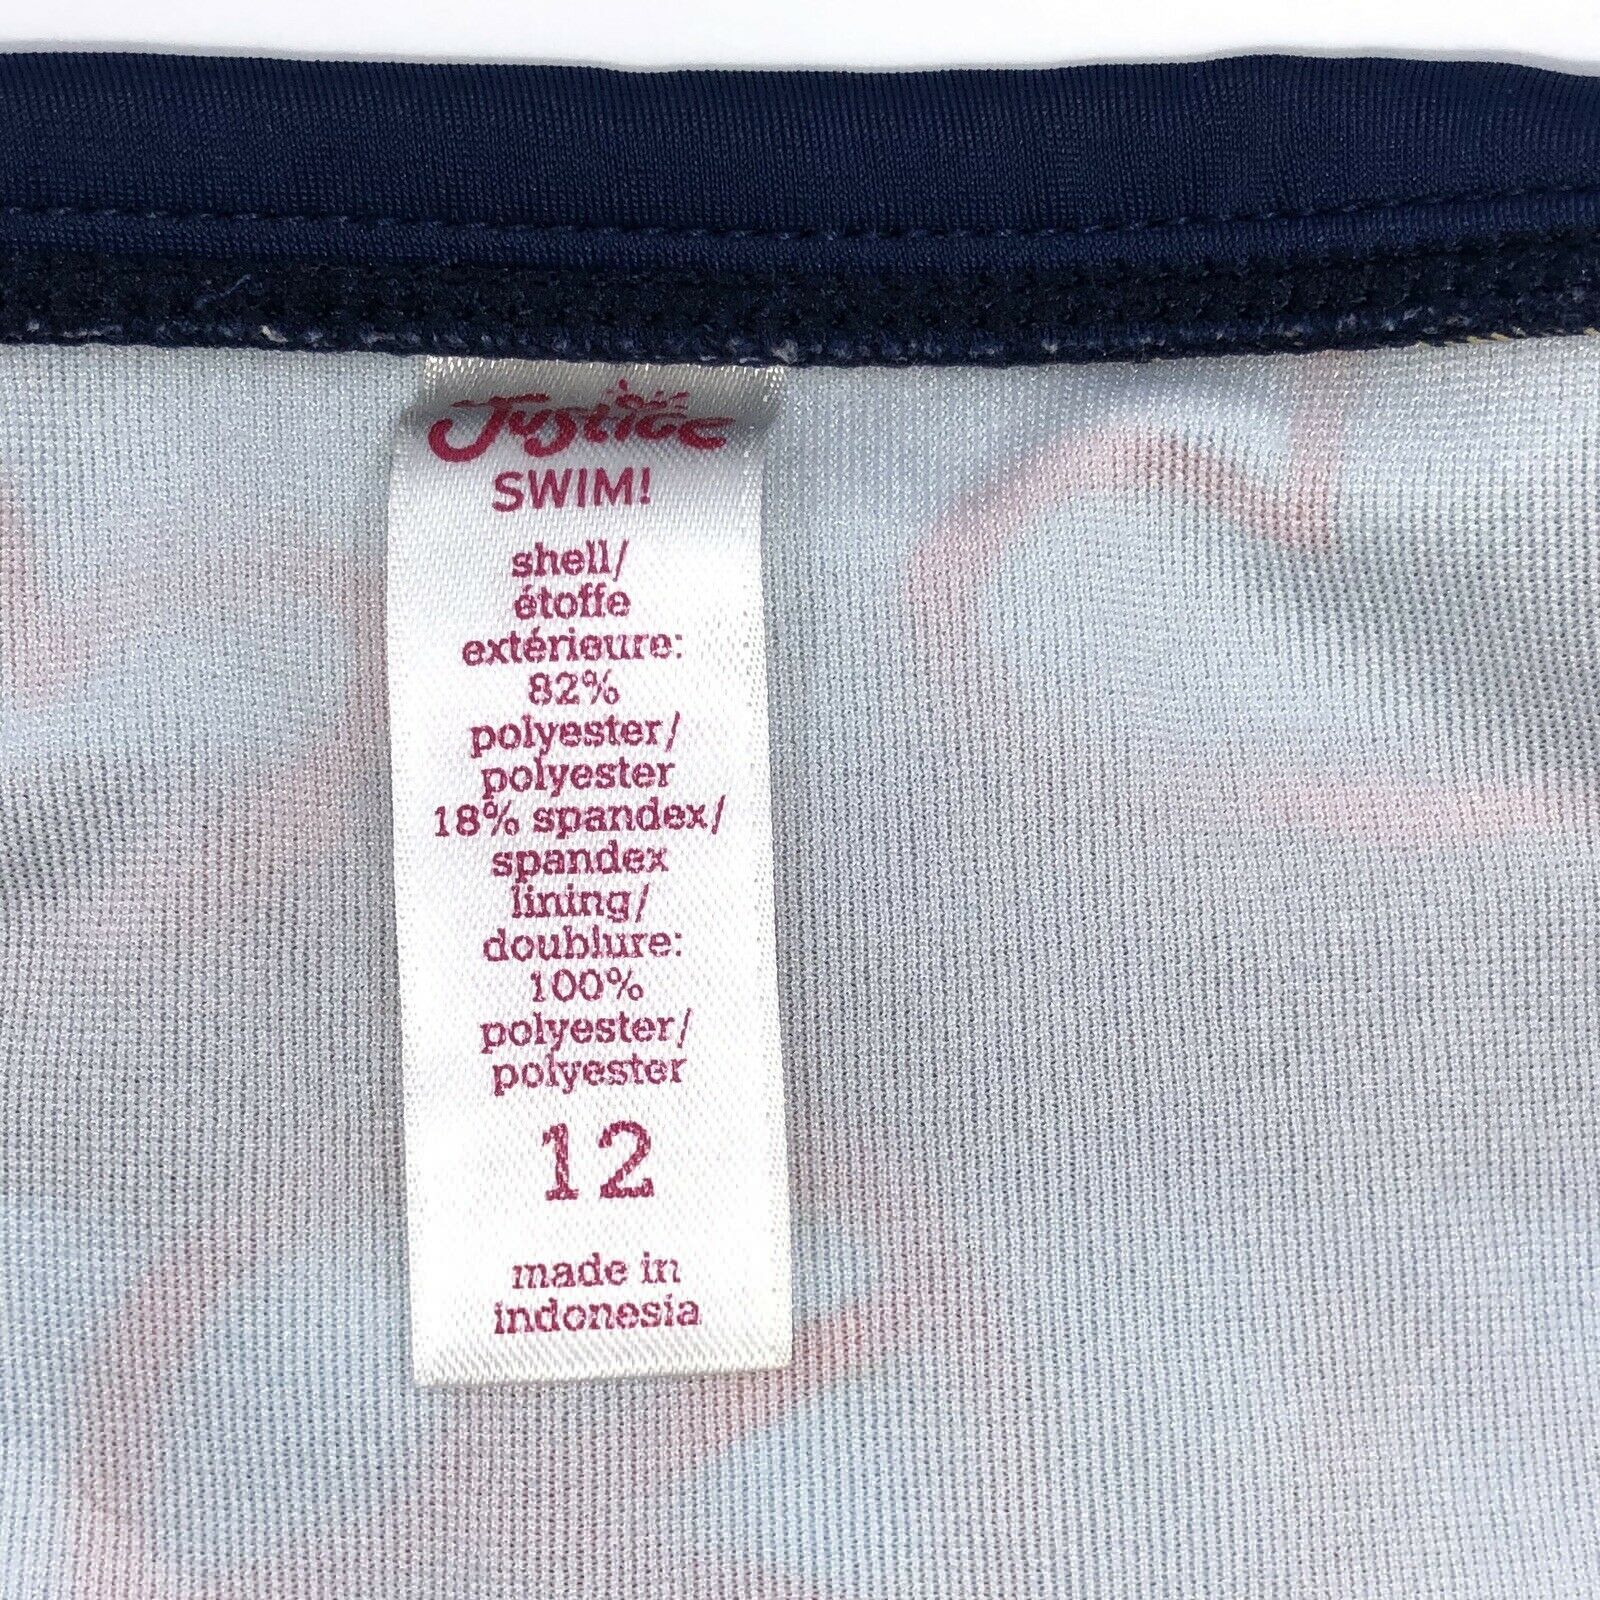 Justice
SWIM!
shell/
étoffe
extérieure:
82%
polyester/
polyester
18% spandex/
spandex
lining/
doublure:
100%
polyester/
polyester
12
made in
indonesia